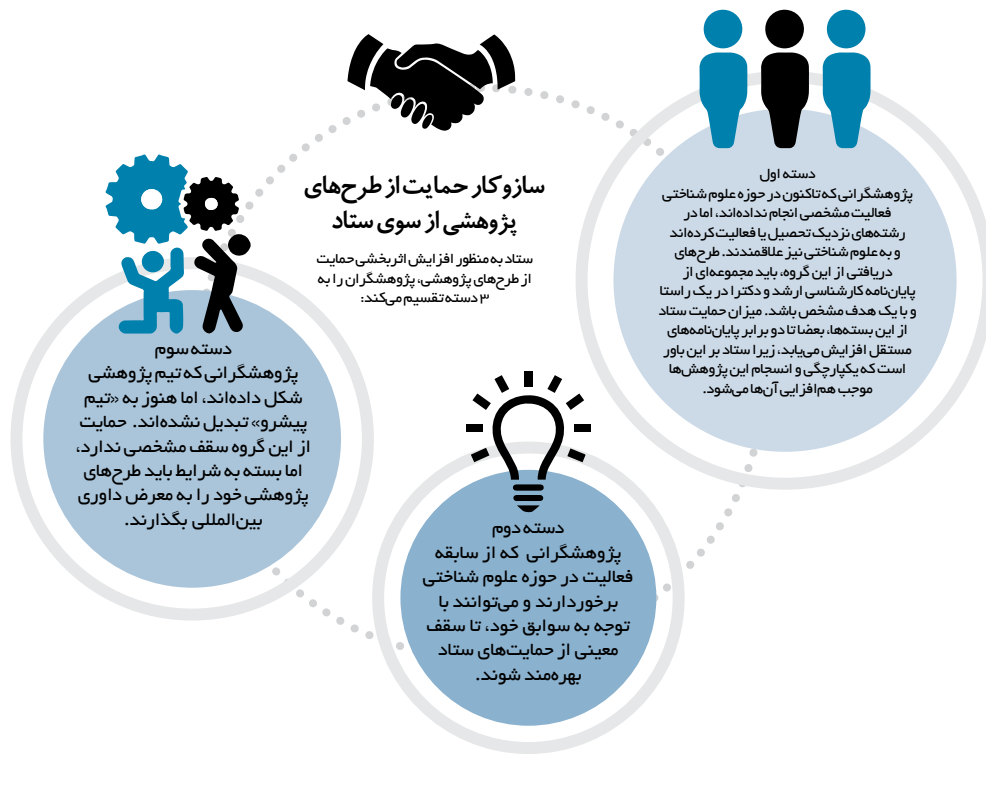 سازوکار حمایت از طرح‌های
پژوهشی از سوی ستاد
ستاد به منظور افزایش اثربخشی حمایت
از طرح‌های پژوهشی، پژوهشگران را به
۳ دسته تقسیم می‌کند:
دسته اول
پژوهشگرانی که تاکنون در حوزه علوم شناختی
فعالیت مشخصی انجام نداده‌اند، اما در
رشته‌های نزدیک تحصیل یا فعالیت کرده‌اند
و به علوم شناختی نیز علاقمندند. طرح‌های
دریافتی از این گروه، باید مجموعه‌ای از
پایان‌نامه کارشناسی ارشد و دکترا در یک راستا
و با یک هدف مشخص باشد. میزان حمایت ستاد
از این بسته‌ها، بعضا تا دو برابر پایان‌نامه‌های
مستقل افزایش می‌یابد، زیرا ستاد بر این باور
است که یکپارچگی و انسجام این پژوهش‌ها
موجب هم‌افزایی آن‌ها می‌شود.
دسته دوم
پژوهشگرانی که از سابقه
فعالیت در حوزه علوم شناختی
برخوردارند و می‌توانند با
توجه به سوابق خود، تا سقف
معینی از حمایت‌های ستاد
بهره‌مند شوند.
دسته سوم
پژوهشگرانی که تیم پژوهشی
شکل داده‌اند، اما هنوز به «تیم
پیشرو» تبدیل نشده‌اند. حمایت
از این گروه سقف مشخصی ندارد،
اما بسته به شرایط باید طرح‌های
پژوهشی خود را به معرض داوری
بین‌المللی بگذارند.